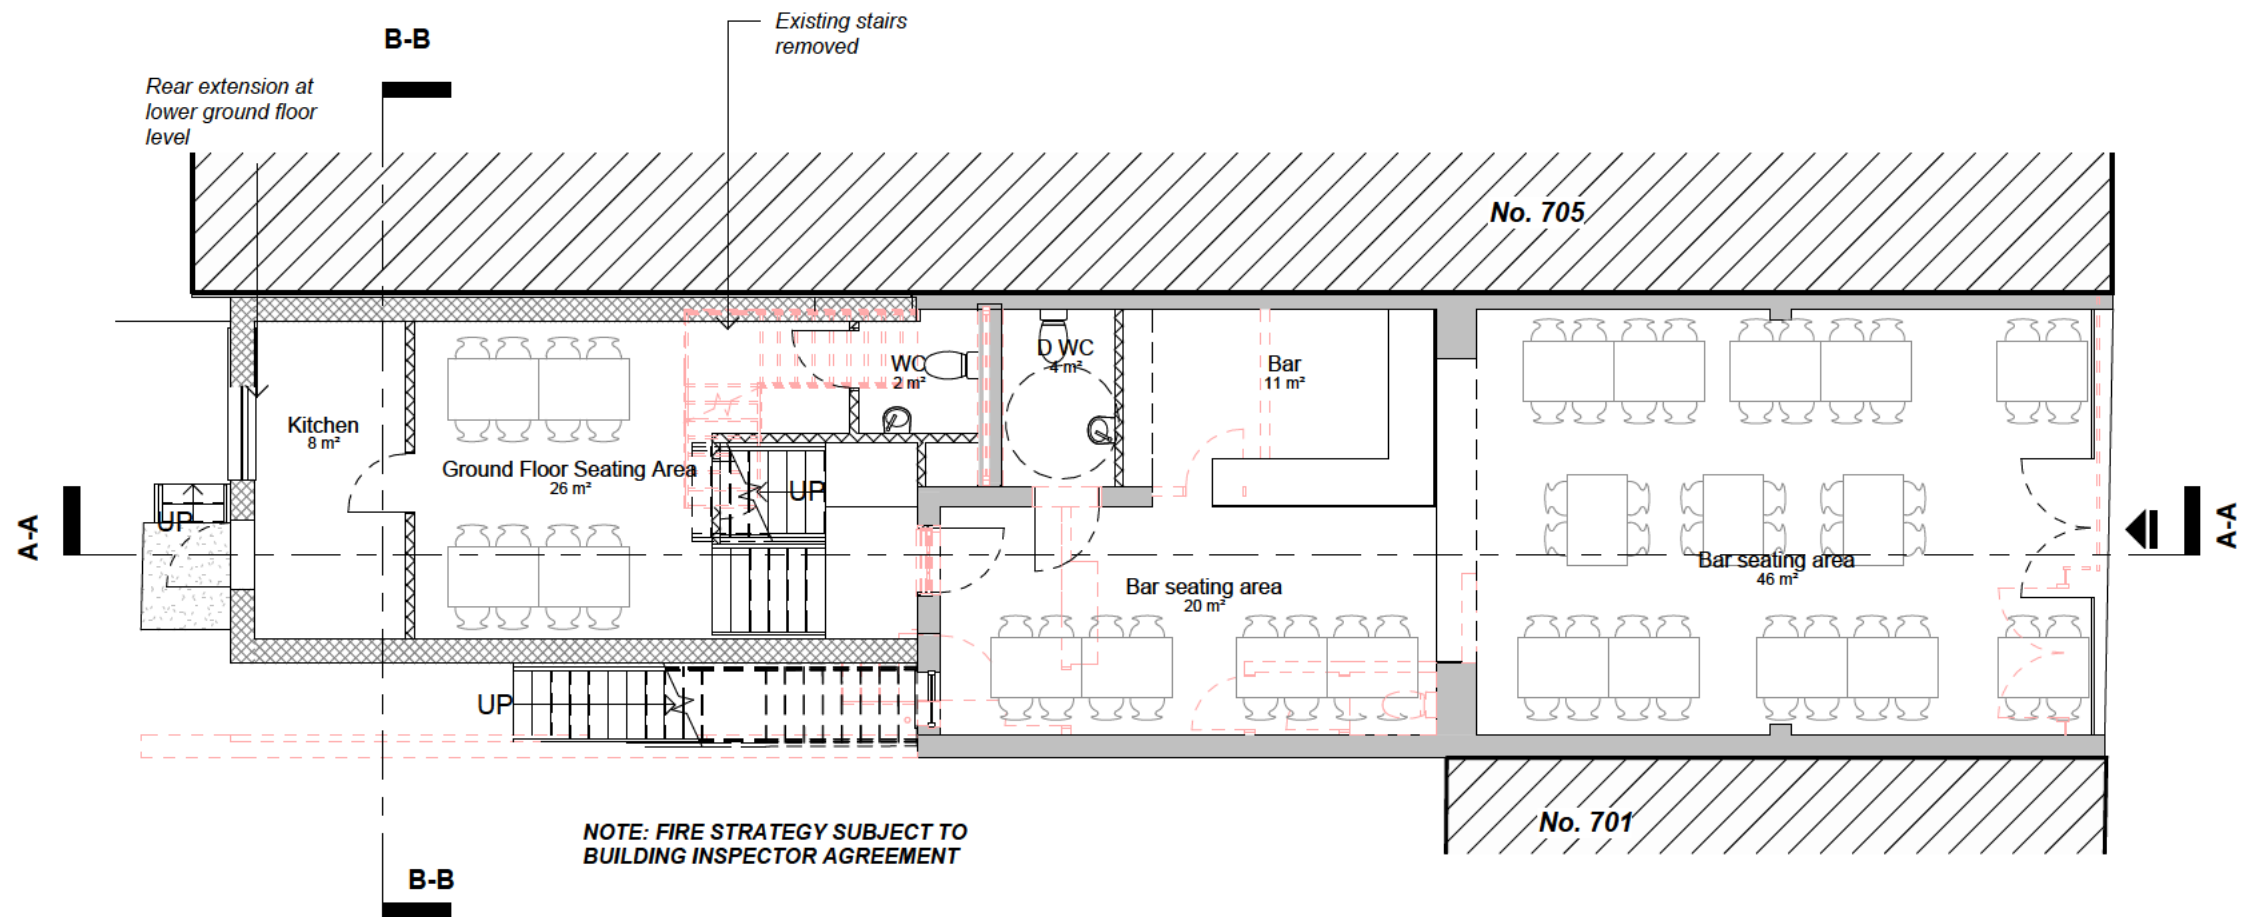 B-B
Existing stairs
removed
Rear extension at
lower ground floor
level
No. 705
WC
2 m²
D WC
4 m²
Bar
11 m²
Kitchen
8 m²
Ground Floor Seating Area
26 m²
UP
UP
A-A
A-A
Bar seating area
20 m²
Bar seating area
46 m²
UP
No. 701
NOTE: FIRE STRATEGY SUBJECT TO
BUILDING INSPECTOR AGREEMENT
B-B